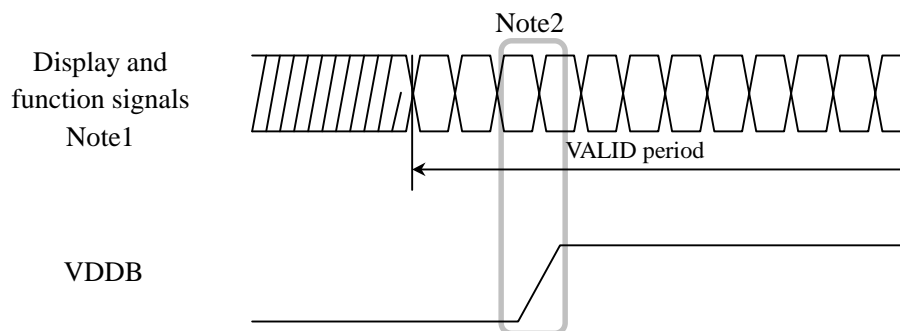 Note2
Display and
function signals
Note1
VALID period
VDDB